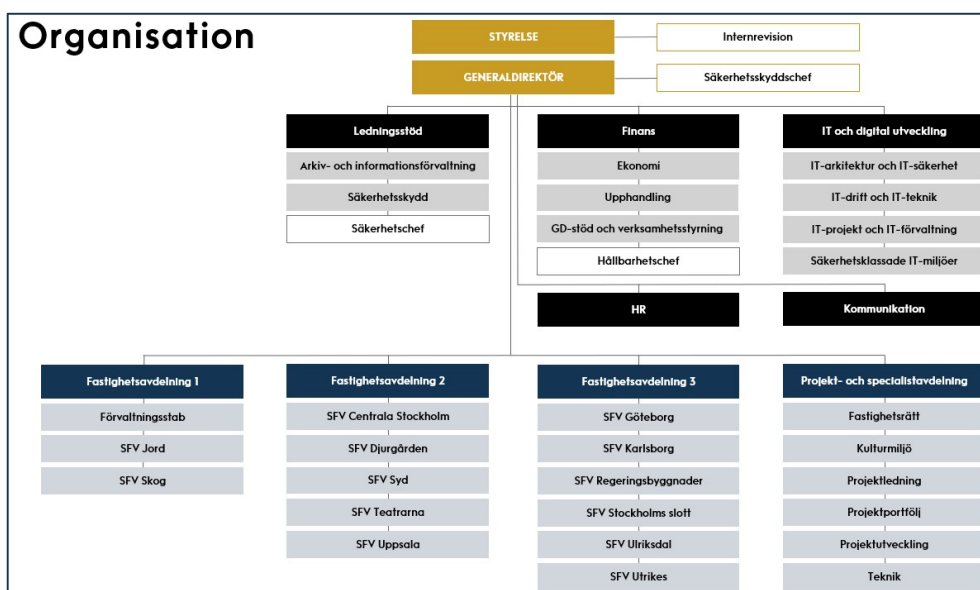 Organisation
STYRELSE
Internrevision
GENERALDIREKTÖR
Säkerhetsskyddschef
Ledningsstöd
Arkiv- och informationsförvaltning
Säkerhetsskydd
Säkerhetschef
Finans
Ekonomi
Upphandling
GD-stöd och verksamhetsstyrning
Hållbarhetschef
IT och digital utveckling
IT-arkitektur och IT-säkerhet
IT-drift och IT-teknik
IT-projekt och IT-förvaltning
Säkerhetsklassade IT-miljöer
HR
Kommunikation
Fastighetsavdelning 1
Förvaltningsstab
SFV Jord
SFV Skog
Fastighetsavdelning 2
SFV Centrala Stockholm
SFV Djurgården
SFV Syd
SFV Teatrarna
SFV Uppsala
Fastighetsavdelning 3
SFV Göteborg
SFV Karlsborg
SFV Regeringsbyggnader
SFV Stockholms slott
SFV Ulriksdal
SFV Utrikes
Projekt- och specialistavdelning
Fastighetsrätt
Kulturmiljö
Projektledning
Projektportfölj
Projektutveckling
Teknik